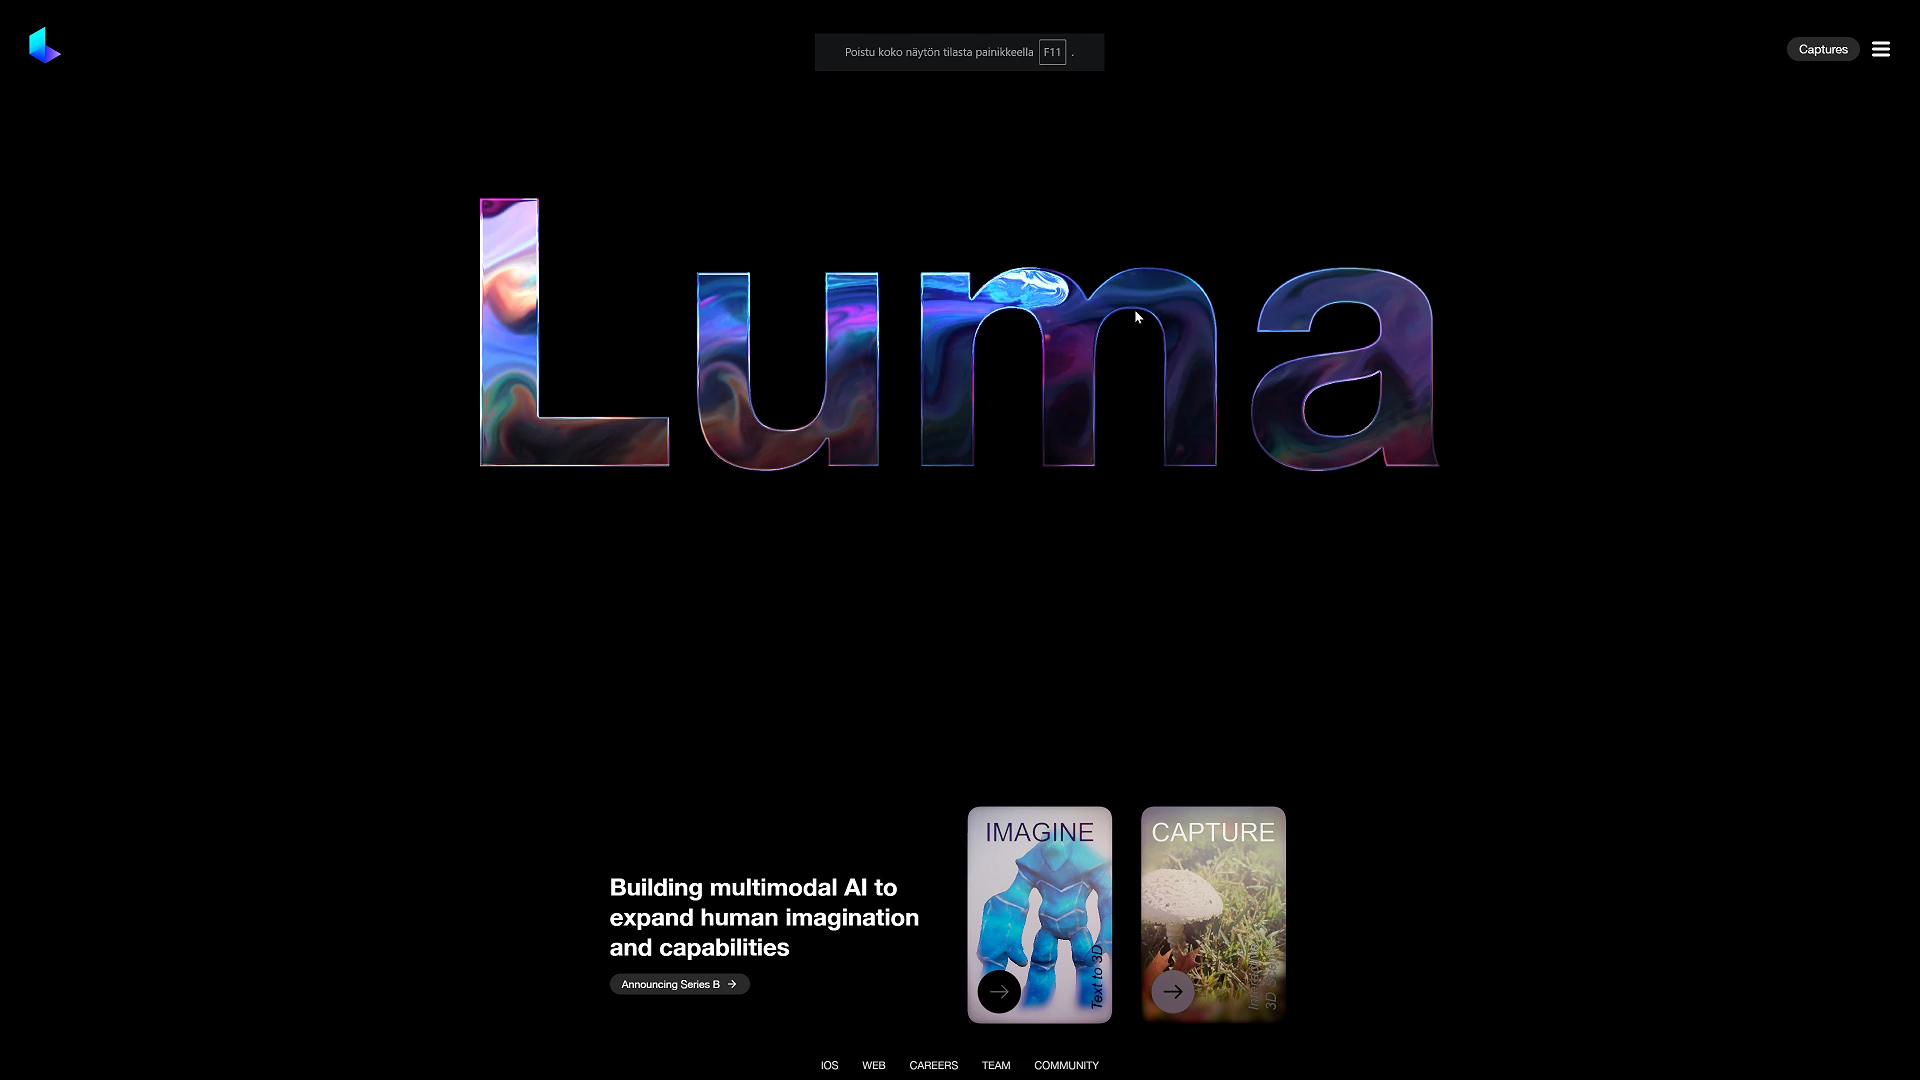 Poistu koko näytön tilasta painikkeella F11 .
Captures
Luma
Building multimodal AI to
expand human imagination
and capabilities
Announcing Series B
IMAGINE
Text to 3D
CAPTURE
3D
IOS WEB CAREERS TEAM COMMUNITY